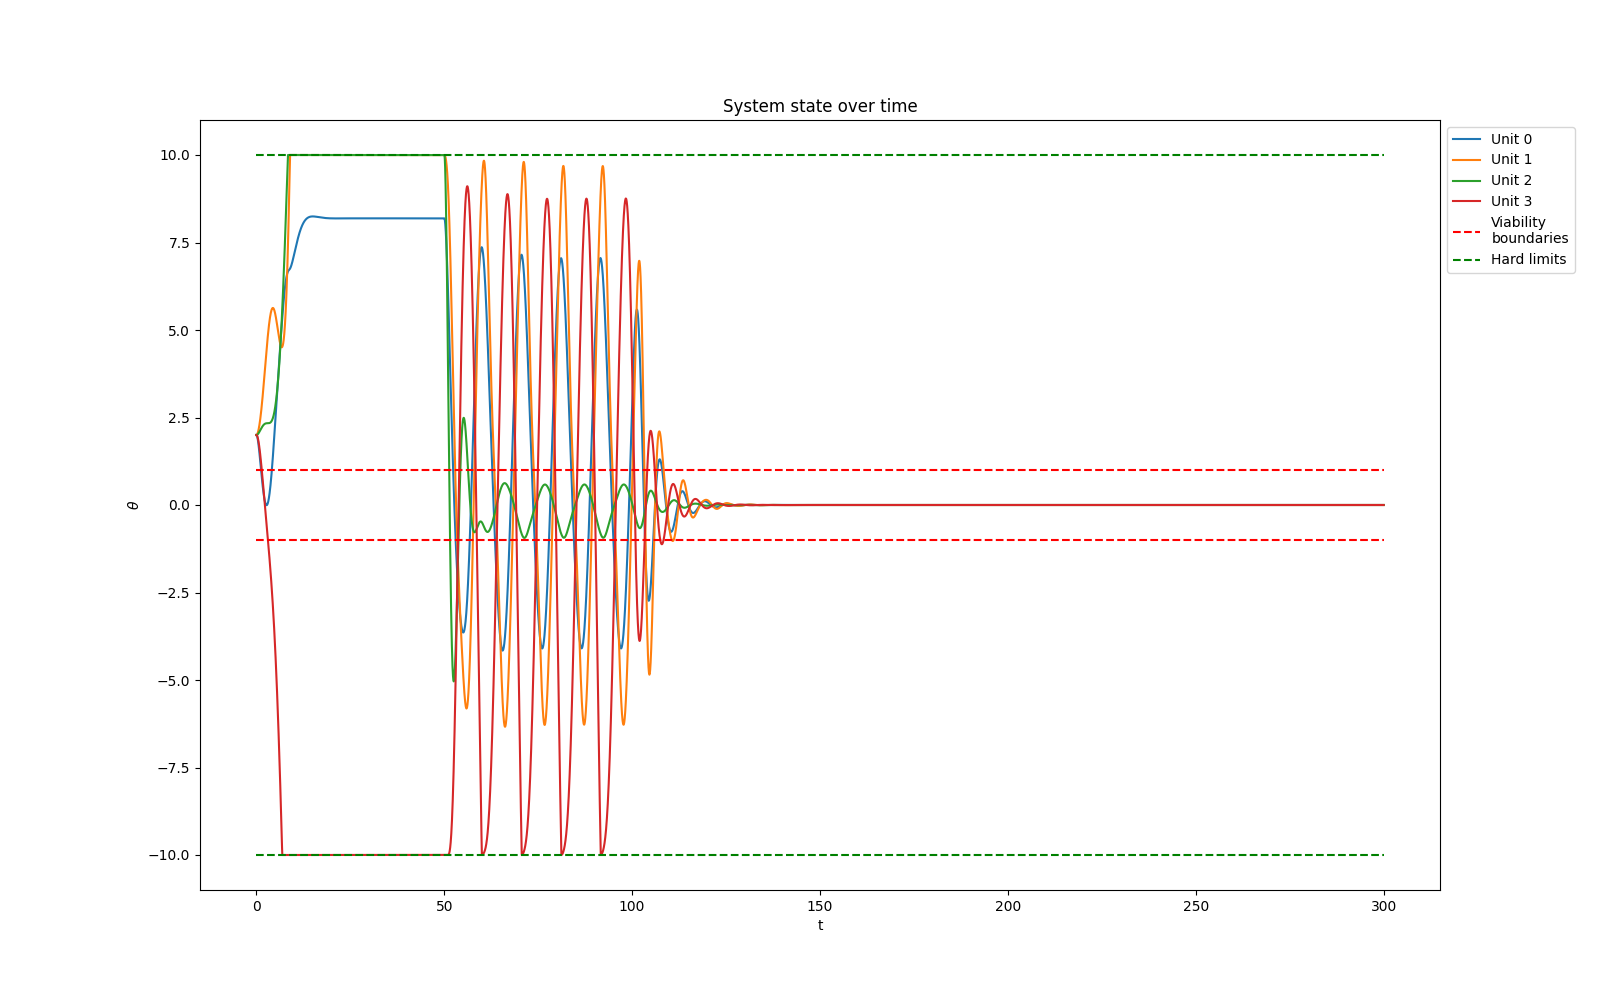 System state over time
10.0
7.5
5.0
2.5
0.0
−2.5
−5.0
−7.5
−10.0
θ
0
50
100
150
200
250
300
t
Unit 0
Unit 1
Unit 2
Unit 3
Viability
boundaries
Hard limits